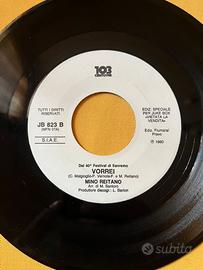 103
TUTTI I DIRITTI
RISERVATI
JB 823 B
S.I.A.E.
EDIZ. SPECIALE
PER JUKE BOX
«VIETATA LA
VENDITA»
Ediz. Fiumara/
℗ 1990
Dal 40° Festival di Sanremo
VORREI
MINO REITANO
Arr. di M. Santoro
subito